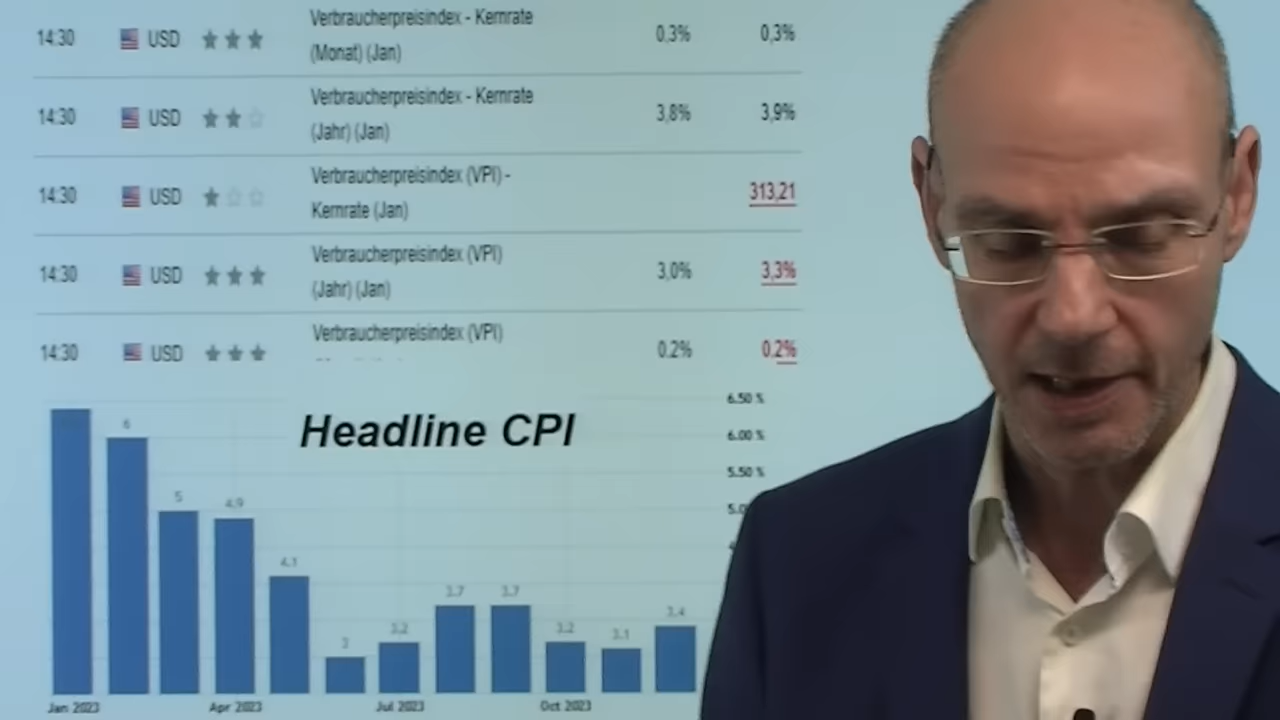 14:30 USD Verbraucherpreisindex - Kernrate 0,3% 0,3%
(Monat) (Jan)
14:30 USD Verbraucherpreisindex - Kernrate 3,8% 3,9%
(Jahr) (Jan)
14:30 USD Verbraucherpreisindex (VPI) - 313,21
Kernrate (Jan)
14:30 USD Verbraucherpreisindex (VPI) 3,0% 3,3%
(Jahr) (Jan)
14:30 USD Verbraucherpreisindex (VPI) 0.2% 0.2%
Headline CPI
6.50 %
6.00 %
5.50 %
5.0
6
5
4.9
4.1
3
3.2
3.7
3.7
3.2
3.1
3.4
Jan 2023 Apr 2023 Jul 2023 Oct 2023